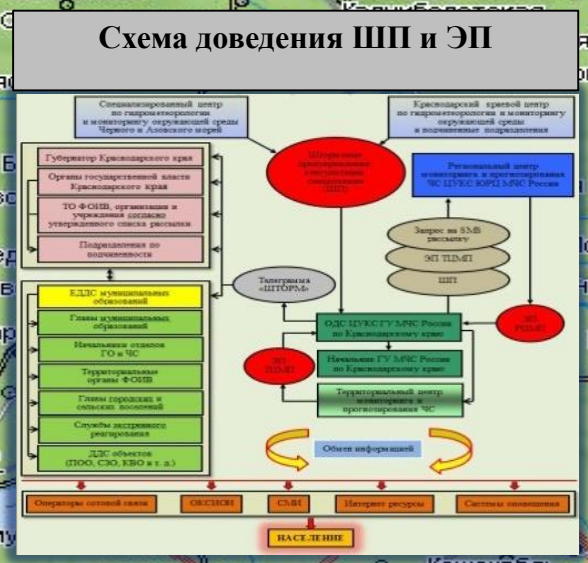 Схема доведения ШП и ЭП
Специализированный центр
по гидрометеорологии
и мониторингу окружающей среды
Черного и Азовского морей
Краснодарский краевой центр
по гидрометеорологии и мониторингу
окружающей среды
и подчиненные подразделения
Губернатор Краснодарского края
Органы государственной власти
Краснодарского края
ТО ФОИВ, организации и
учреждения согласно
утвержденного списка рассылки
Подразделения по
подчиненности
Штормовое
предупреждение
(ШП)
Региональный центр
мониторинга и прогнозирования
ЧС ЦУКС ЮРЦ МЧС России
Запрос на SMS
рассылку
ЭП ТЦМП
ШП
Телеграмма
«ШТОРМ»
ЭП
РЦМП
ЕДДС муниципальных
образований
Главы муниципальных
образований
Начальники отделов
ГО и ЧС
Территориальные
органы ФОИВ
Главы городских и
сельских поселений
Службы экстренного
реагирования
ДДС объектов
(ПОО, СЗО, КВО и т. д.)
ОДС ЦУКС ГУ МЧС России
по Краснодарскому краю
Начальник ГУ МЧС России
по Краснодарскому краю
ЭП
ТЦМП
Территориальный центр
мониторинга и
прогнозирования ЧС
Обмен информацией
Операторы сотовой связи
ОКСИОН
СМИ
Интернет ресурсы
Системы оповещения
НАСЕЛЕНИЕ